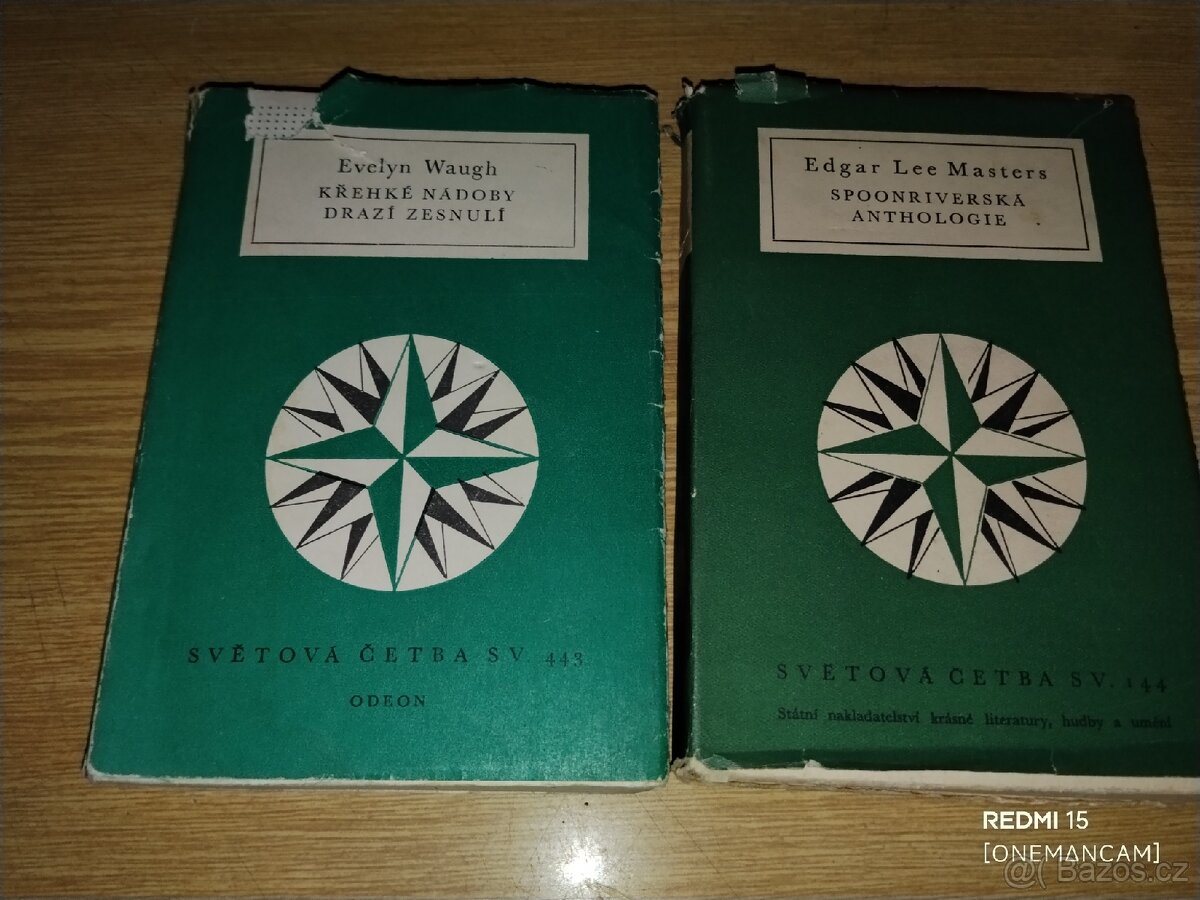 Evelyn Waugh
KŘEHKÉ NÁDOBY
DRAZÍ ZESNULÍ
SVĚTOVÁ ČETBA SV. 443
ODEON
Edgar Lee Masters
SPOONRIVERSKÁ
ANTHOLOGIE
SVĚTOVÁ ČETBA SV. 144
Státní nakladatelství krásné literatury, hudby a umění
REDMI 15
[ONEMANCAM]
@( Bazos.cz